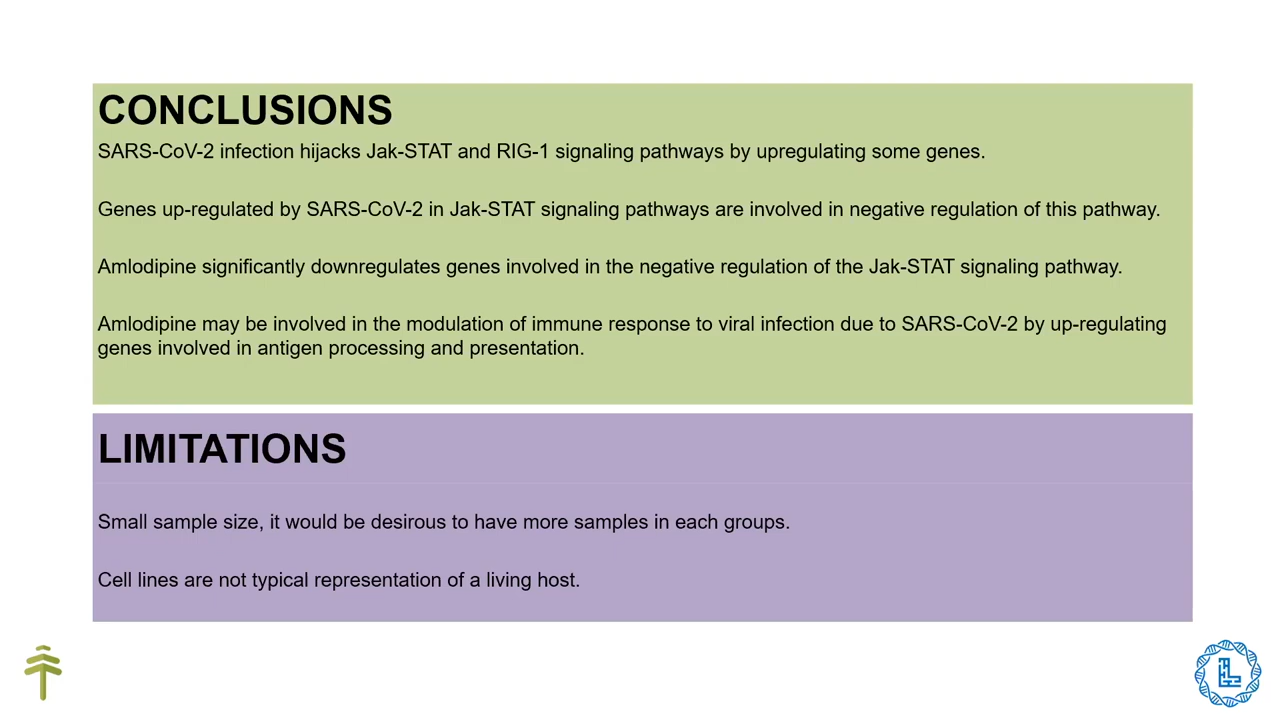 CONCLUSIONS
SARS-CoV-2 infection hijacks Jak-STAT and RIG-1 signaling pathways by upregulating some genes.
Genes up-regulated by SARS-CoV-2 in Jak-STAT signaling pathways are involved in negative regulation of this pathway.
Amlodipine significantly downregulates genes involved in the negative regulation of the Jak-STAT signaling pathway.
Amlodipine may be involved in the modulation of immune response to viral infection due to SARS-CoV-2 by up-regulating
genes involved in antigen processing and presentation.
LIMITATIONS
Small sample size, it would be desirous to have more samples in each groups.
Cell lines are not typical representation of a living host.